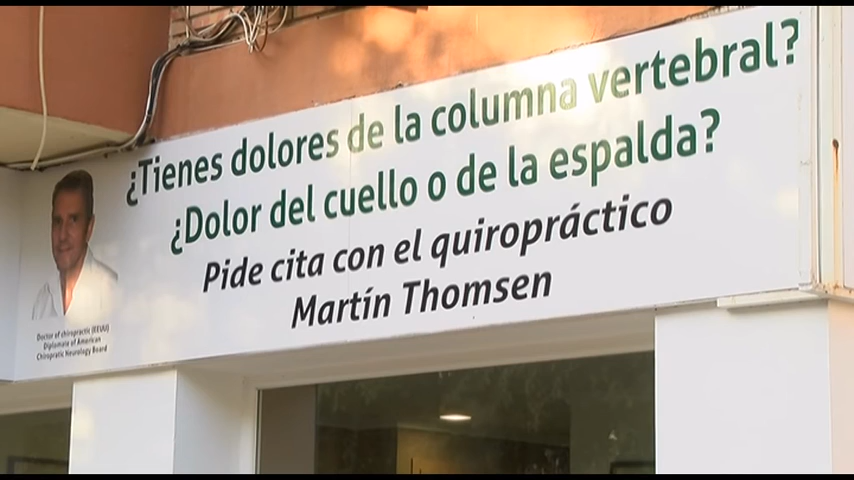 ¿Tienes dolores de la columna vertebral?
¿Dolor del cuello o de la espalda?
Pide cita con el quiropráctico
Martín Thomsen
Doctor of chiropractic (EEUU)
Diplomate of American
Chiropratic Neurology Board